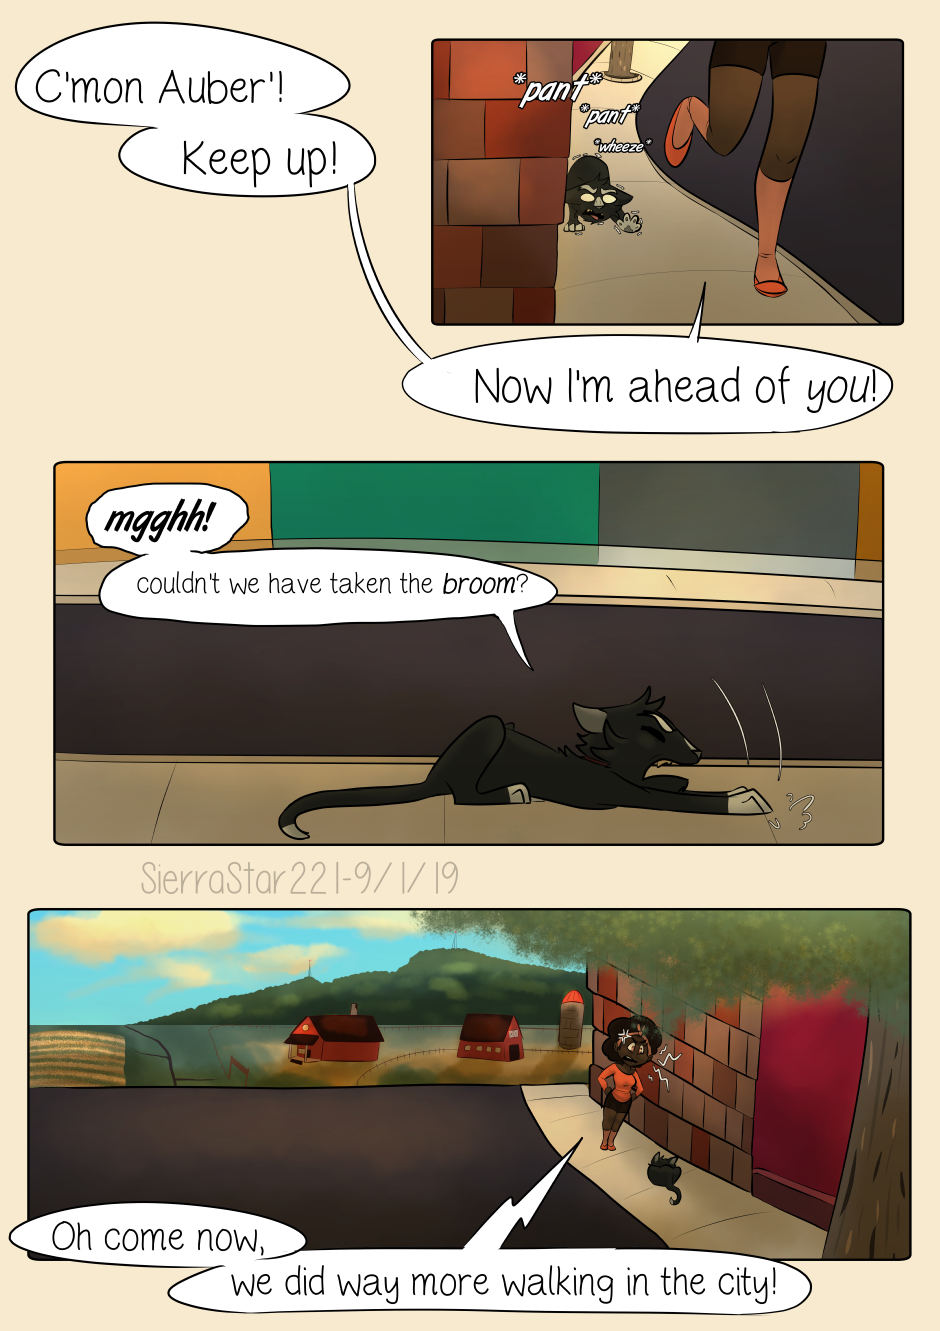 C'mon Auber'!
Keep up!
*pant*
*pant*
*wheeze*
Now I'm ahead of you!
mgghh!
couldn't we have taken the broom?
SierraStar221-9/1/19
Oh come now,
we did way more walking in the city!